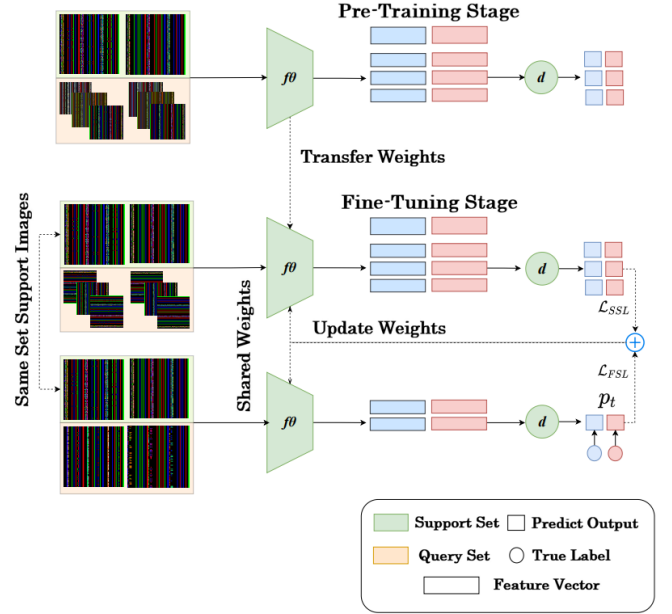 Pre-Training Stage
fθ
d
Transfer Weights
Fine-Tuning Stage
Same Set Support Images
fθ
d
ℒSSL
Shared Weights
Update Weights
+
ℒFSL
pt
fθ
d
Support Set
Predict Output
Query Set
True Label
Feature Vector